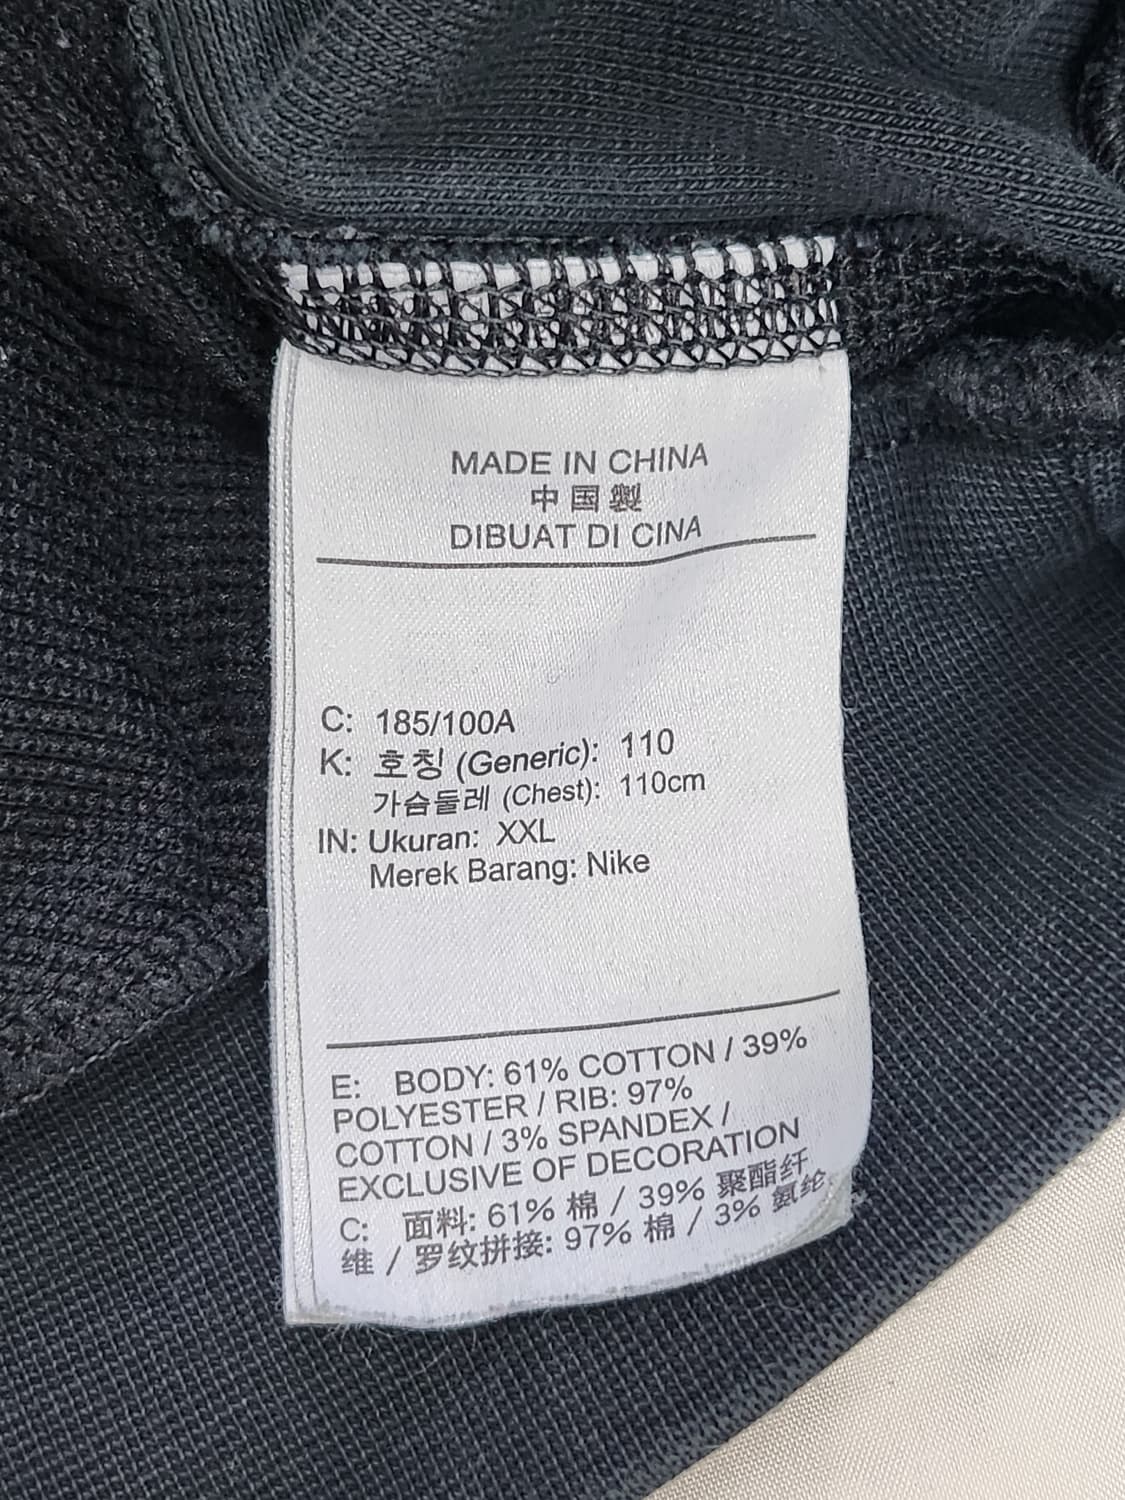 MADE IN CHINA
中国製
DIBUAT DI CINA
C: 185/100A
K: 호칭 (Generic): 110
가슴둘레 (Chest): 110cm
IN: Ukuran: XXL
Merek Barang: Nike
E: BODY: 61% COTTON / 39%
POLYESTER / RIB: 97%
COTTON / 3% SPANDEX /
EXCLUSIVE OF DECORATION
C: 面料: 61% 棉 / 39% 聚酯纤
维 / 罗纹拼接: 97% 棉 / 3% 氨纶